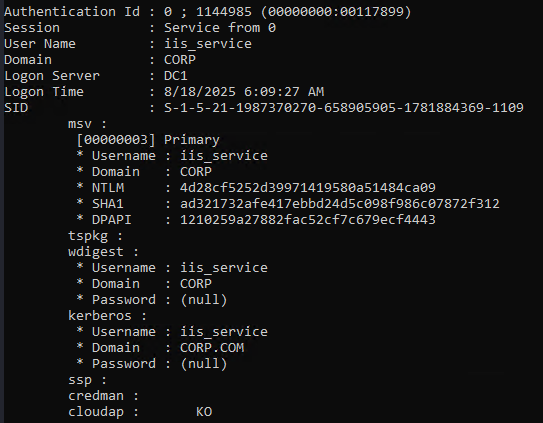 Authentication Id : 0 ; 1144985 (00000000:00117899)
Session           : Service from 0
User Name         : iis_service
Domain            : CORP
Logon Server      : DC1
Logon Time        : 8/18/2025 6:09:27 AM
SID               : S-1-5-21-1987370270-658905905-1781884369-1109
        msv :
         [00000003] Primary
         * Username : iis_service
         * Domain   : CORP
         * NTLM     : 4d28cf5252d39971419580a51484ca09
         * SHA1     : ad321732afe417ebbd24d5c098f986c07872f312
         * DPAPI    : 1210259a27882fac52cf7c679ecf4443
        tspkg :
        wdigest :
         * Username : iis_service
         * Domain   : CORP
         * Password : (null)
        kerberos :
         * Username : iis_service
         * Domain   : CORP.COM
         * Password : (null)
        ssp :
        credman :
        cloudap :       KO